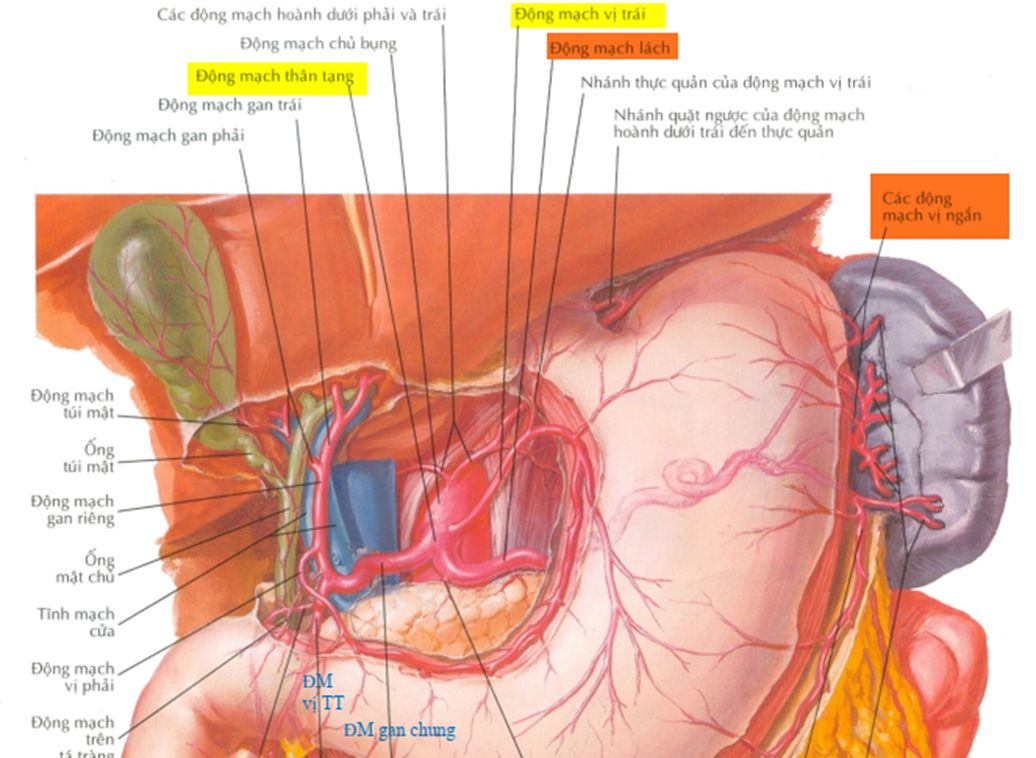 Các động mạch hoành dưới phải và trái
Động mạch vị trái
Động mạch chủ bụng
Động mạch lách
Động mạch thân tạng
Nhánh thực quản của động mạch vị trái
Động mạch gan trái
Nhánh quặt ngược của động mạch
hoành dưới trái đến thực quản
Động mạch gan phải
Các động
mạch vị ngắn
Động mạch
túi mật
Ống
túi mật
Động mạch
gan riêng
Ống
mật chủ
Tĩnh mạch
cửa
Động mạch
vị phải
ĐM
vị TT
ĐM gan chung
Động mạch
trên
tá tràng